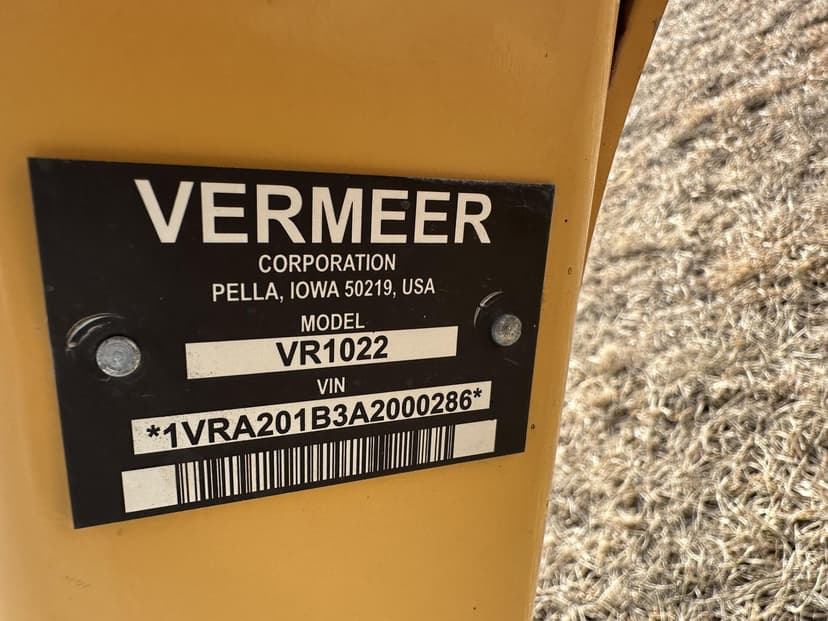 VERMEER
CORPORATION
PELLA, IOWA 50219, USA
MODEL
VR1022
VIN
*1VRA201B3A2000286*